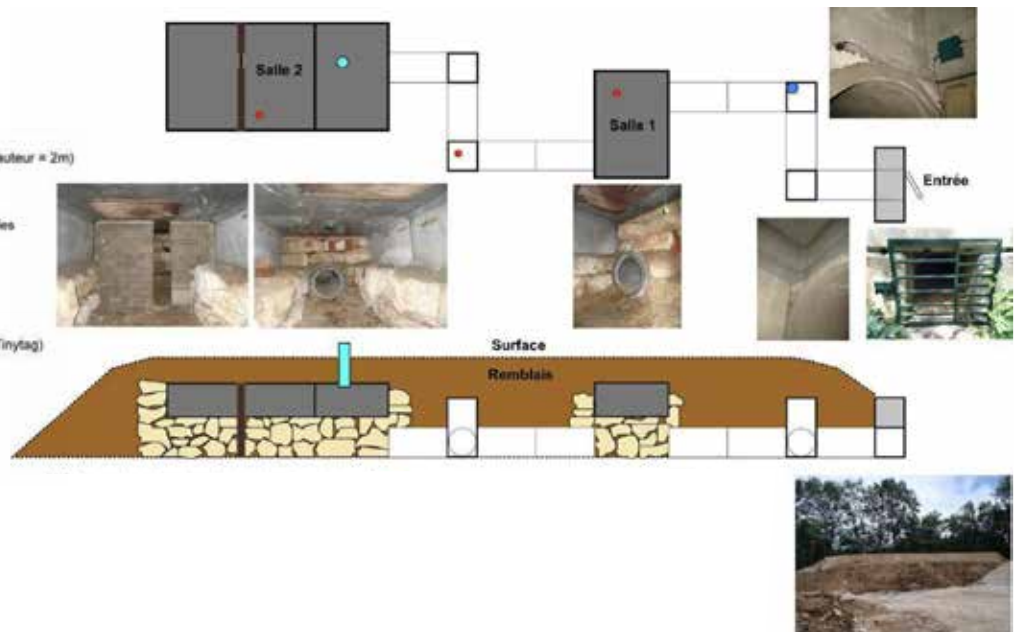 Salle 2
Salle 1
auteur = 2m)
Entrée
es
Tinytag)
Surface
Remblais